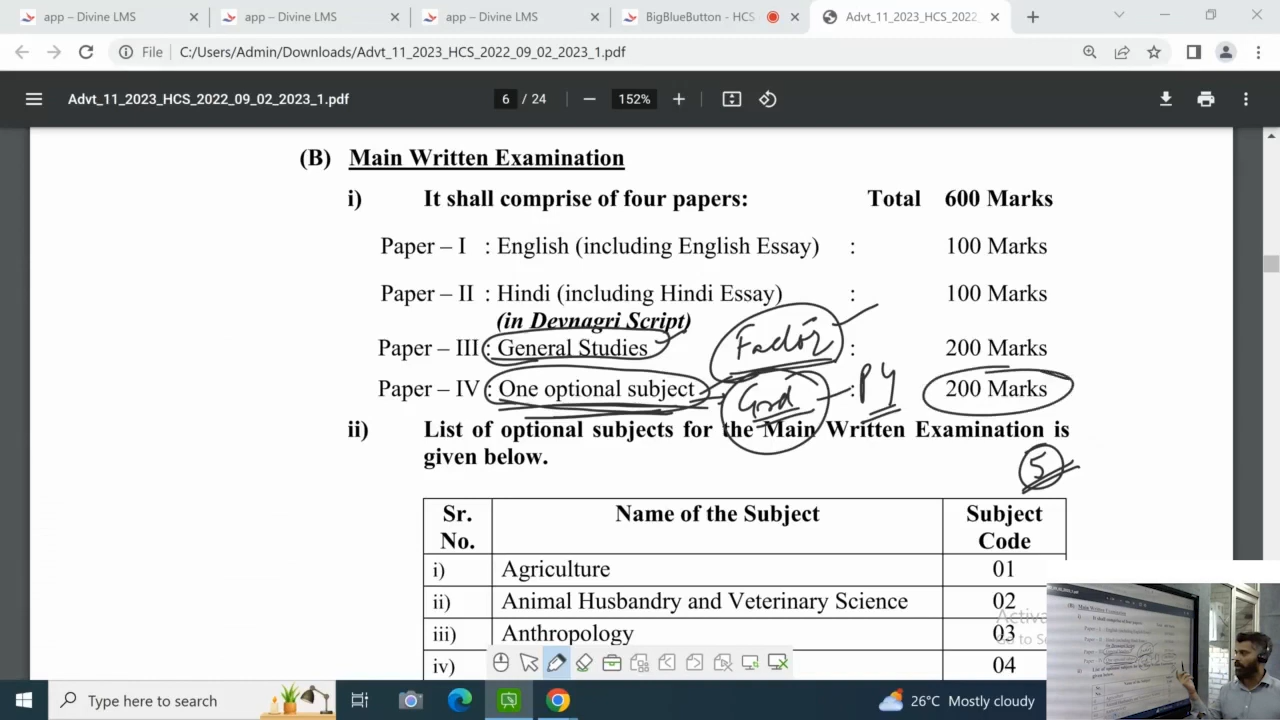 app – Divine LMS
app – Divine LMS
app – Divine LMS
BigBlueButton - HCS
Advt_11_2023_HCS_2022_
File C:/Users/Admin/Downloads/Advt_11_2023_HCS_2022_09_02_2023_1.pdf
Advt_11_2023_HCS_2022_09_02_2023_1.pdf
6 / 24
152%
(B) Main Written Examination
i) It shall comprise of four papers: Total 600 Marks
Paper – I : English (including English Essay) : 100 Marks
Paper – II : Hindi (including Hindi Essay) : 100 Marks
(in Devnagri Script)
Factor
Paper – III : General Studies : 200 Marks
Paper – IV : One optional subject : 200 Marks
PY
ii) List of optional subjects for the Main Written Examination is
given below.
5
Sr. No. Name of the Subject Subject Code
i) Agriculture 01
ii) Animal Husbandry and Veterinary Science 02
iii) Anthropology 03
iv) 04
Type here to search
26°C Mostly cloudy